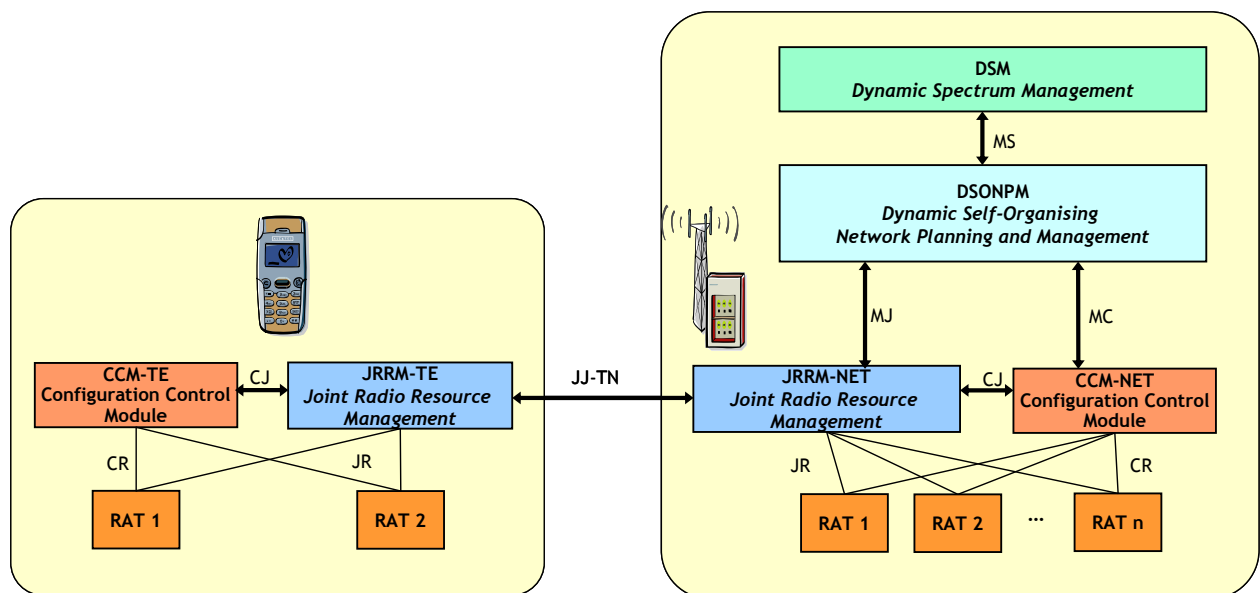 DSM
Dynamic Spectrum Management
MS
DSONPM
Dynamic Self-Organising
Network Planning and Management
MJ
MC
CCM-TE
Configuration Control
Module
CJ
JRRM-TE
Joint Radio Resource
Management
JJ-TN
JRRM-NET
Joint Radio Resource
Management
CJ
CCM-NET
Configuration Control
Module
CR
JR
JR
CR
RAT 1
RAT 2
RAT 1
RAT 2
...
RAT n